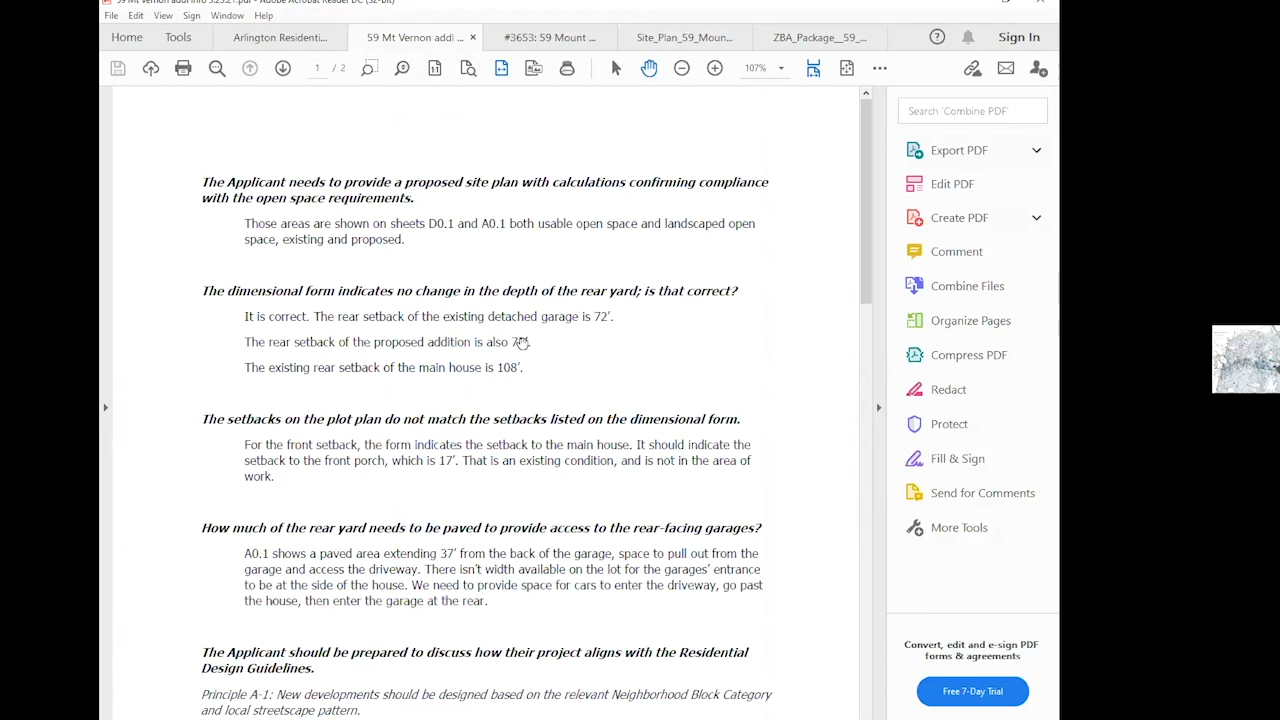 File Edit View Sign Window Help
Home Tools Arlington Residenti... 59 Mt Vernon addl ... × #3653: 59 Mount ... Site_Plan_59_Moun... ZBA_Package__59_... Sign In
1 / 2 107%
The Applicant needs to provide a proposed site plan with calculations confirming compliance
with the open space requirements.
Those areas are shown on sheets D0.1 and A0.1 both usable open space and landscaped open
space, existing and proposed.
The dimensional form indicates no change in the depth of the rear yard; is that correct?
It is correct. The rear setback of the existing detached garage is 72'.
The rear setback of the proposed addition is also
The existing rear setback of the main house is 108'.
The setbacks on the plot plan do not match the setbacks listed on the dimensional form.
For the front setback, the form indicates the setback to the main house. It should indicate the
setback to the front porch, which is 17'. That is an existing condition, and is not in the area of
work.
How much of the rear yard needs to be paved to provide access to the rear-facing garages?
A0.1 shows a paved area extending 37' from the back of the garage, space to pull out from the
garage and access the driveway. There isn't width available on the lot for the garages' entrance
to be at the side of the house. We need to provide space for cars to enter the driveway, go past
the house, then enter the garage at the rear.
The Applicant should be prepared to discuss how their project aligns with the Residential
Design Guidelines.
Principle A-1: New developments should be designed based on the relevant Neighborhood Block Category
and local streetscape pattern.
Search 'Combine PDF'
Export PDF
Edit PDF
Create PDF
Comment
Combine Files
Organize Pages
Compress PDF
Redact
Protect
Fill & Sign
Send for Comments
More Tools
Convert, edit and e-sign PDF
forms & agreements
Free 7-Day Trial